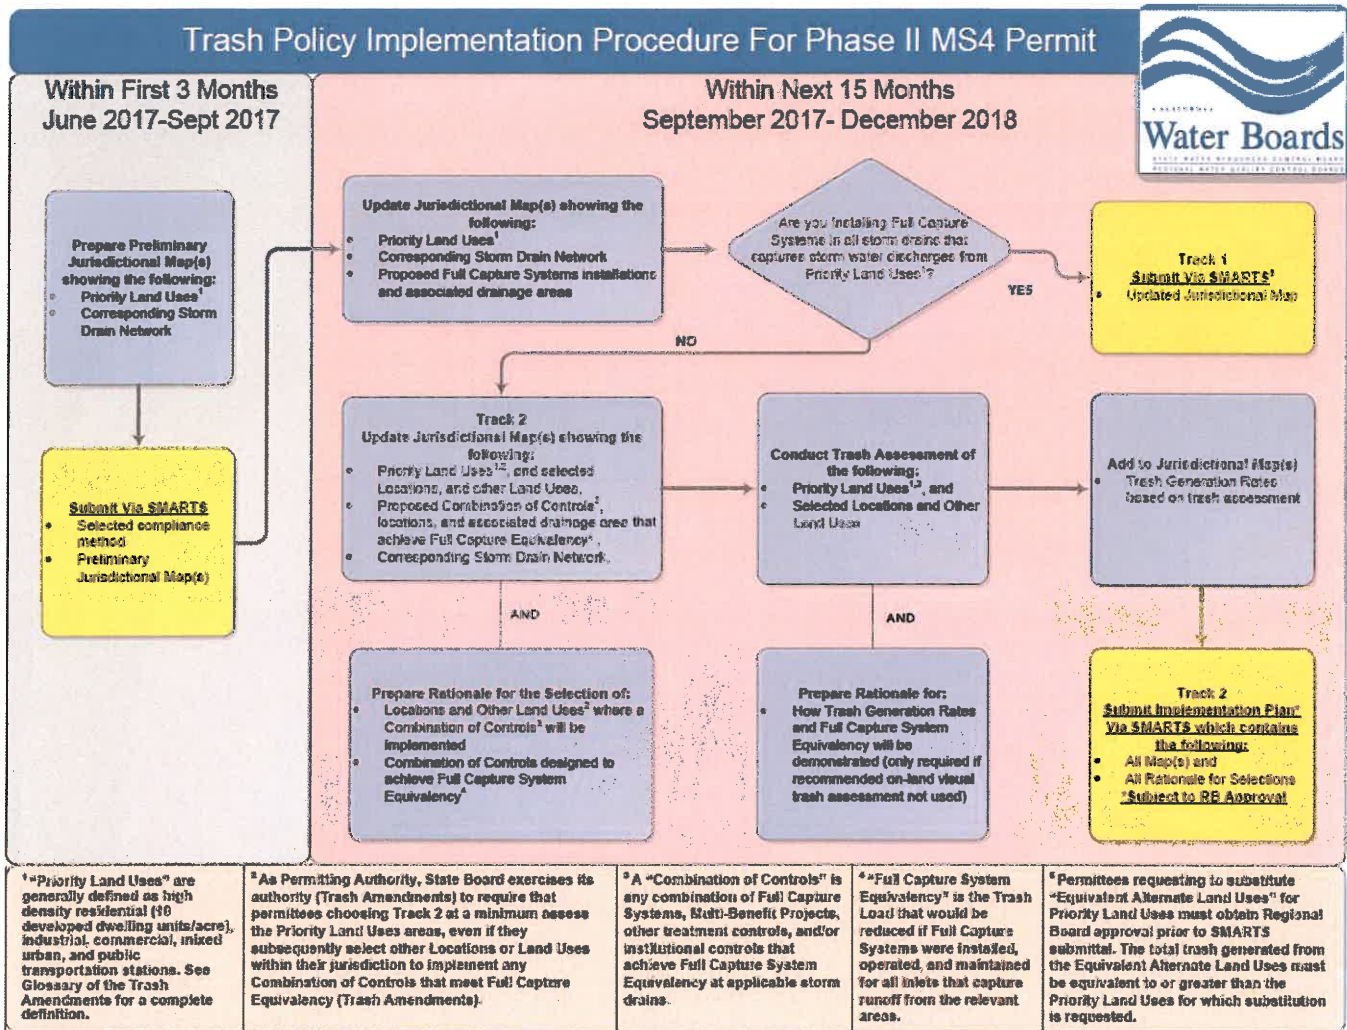 Trash Policy Implementation Procedure For Phase II MS4 Permit
CALIFORNIA
Water Boards
STATE WATER RESOURCES CONTROL BOARD
REGIONAL WATER QUALITY CONTROL BOARDS
Within First 3 Months
June 2017-Sept 2017
Within Next 15 Months
September 2017- December 2018
Prepare Preliminary
Jurisdictional Map(s)
showing the following:
Priority Land Uses¹
Corresponding Storm
Drain Network
Submit Via SMARTS
Selected compliance
method
Preliminary
Jurisdictional Map(s)
Update Jurisdictional Map(s) showing the
following:
Priority Land Uses¹
Corresponding Storm Drain Network
Proposed Full Capture Systems installations
and associated drainage areas
Are you Installing Full Capture
Systems in all storm drains that
captures storm water discharges from
Priority Land Uses¹?
YES
NO
Track 1
Submit Via SMARTS
Updated Jurisdictional Map
Track 2
Update Jurisdictional Map(s) showing the
following:
Priority Land Uses, and selected
Locations, and other Land Uses,
Proposed Combination of Controls³,
locations, and associated drainage area that
achieve Full Capture Equivalency⁴,
Corresponding Storm Drain Network,
AND
Prepare Rationale for the Selection of:
Locations and Other Land Uses² where a
Combination of Controls³ will be
implemented
Combination of Controls designed to
achieve Full Capture System
Equivalency⁴
Conduct Trash Assessment of
the following:
Priority Land Uses, and
Selected Locations and Other
Land Uses
AND
Prepare Rationale for:
How Trash Generation Rates
and Full Capture System
Equivalency will be
demonstrated (only required if
recommended on-land visual
trash assessment not used)
Add to Jurisdictional Map(s)
Trash Generation Rates
based on trash assessment
Track 2
Submit Implementation Plan*
Via SMARTS which contains
the following:
All Map(s) and
All Rationale for Selections
*Subject to RB Approval
¹"Priority Land Uses" are
generally defined as high
density residential (10
developed dwelling units/acre),
industrial, commercial, mixed
urban, and public
transportation stations. See
Glossary of the Trash
Amendments for a complete
definition.
²As Permitting Authority, State Board exercises its
authority (Trash Amendments) to require that
permittees choosing Track 2 at a minimum assess
the Priority Land Uses areas, even if they
subsequently select other Locations or Land Uses
within their jurisdiction to implement any
Combination of Controls that meet Full Capture
Equivalency (Trash Amendments).
³A "Combination of Controls" is
any combination of Full Capture
Systems, Multi-Benefit Projects,
other treatment controls, and/or
institutional controls that
achieve Full Capture System
Equivalency at applicable storm
drains.
⁴"Full Capture System
Equivalency" is the Trash
Load that would be
reduced if Full Capture
Systems were installed,
operated, and maintained
for all inlets that capture
runoff from the relevant
areas.
⁵Permittees requesting to substitute
"Equivalent Alternate Land Uses" for
Priority Land Uses must obtain Regional
Board approval prior to SMARTS
submittal. The total trash generated from
the Equivalent Alternate Land Uses must
be equivalent to or greater than the
Priority Land Uses for which substitution
is requested.